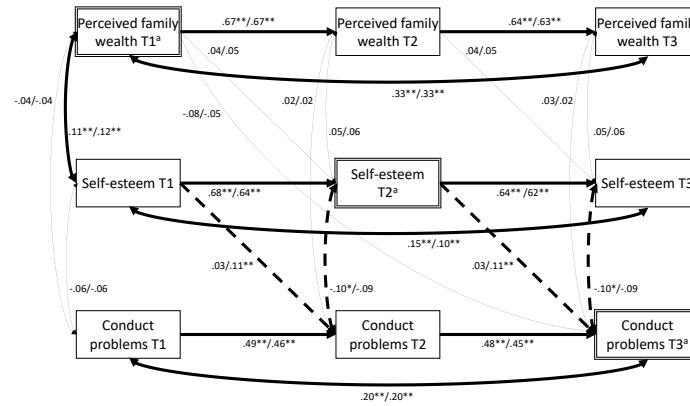 .67**/.67**
.64**/.63**
Perceived family
wealth T1ª
Perceived family
wealth T2
Perceived family
wealth T3
.04/.05
.04/.05
-.04/-.04
-.08/-.05
.02/.02
.33**/.33**
.03/.02
.11**/.12**
.05/.06
.05/.06
Self-esteem T1
Self-esteem
T2ª
Self-esteem T3
.68**/.64**
.64**/62**
.15**/.10**
.03/.11**
.03/.11**
-.06/-.06
-.10*/-.09
-.10*/-.09
Conduct
problems T1
Conduct
problems T2
Conduct
problems T3ª
.49**/.46**
.48**/.45**
.20**/.20**